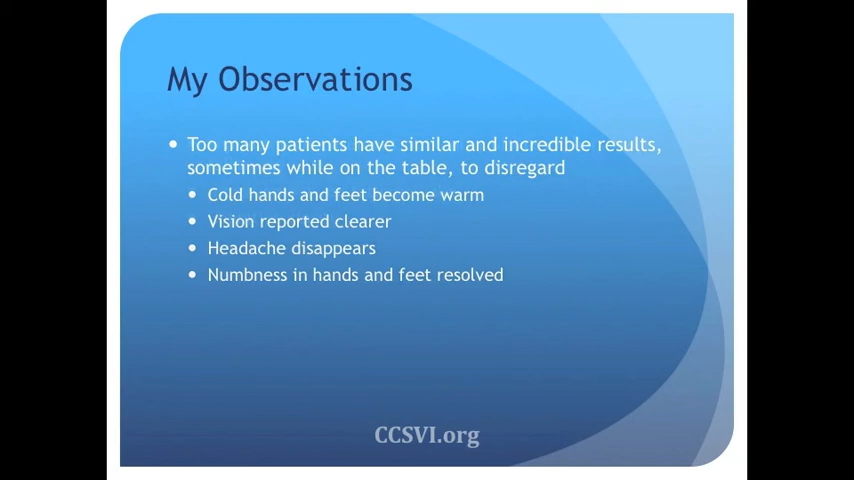 My Observations
• Too many patients have similar and incredible results,
sometimes while on the table, to disregard
• Cold hands and feet become warm
• Vision reported clearer
• Headache disappears
• Numbness in hands and feet resolved
CCSVI.org